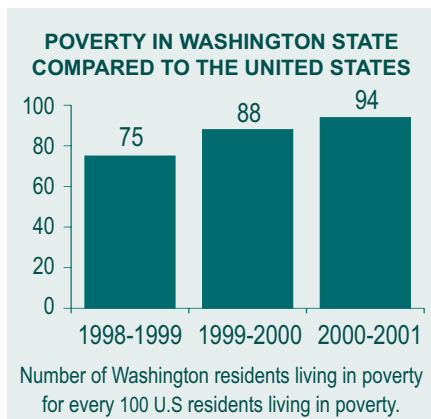 POVERTY IN WASHINGTON STATE
COMPARED TO THE UNITED STATES
100
80
60
40
20
0
75
88
94
1998-1999 1999-2000 2000-2001
Number of Washington residents living in poverty
for every 100 U.S residents living in poverty.